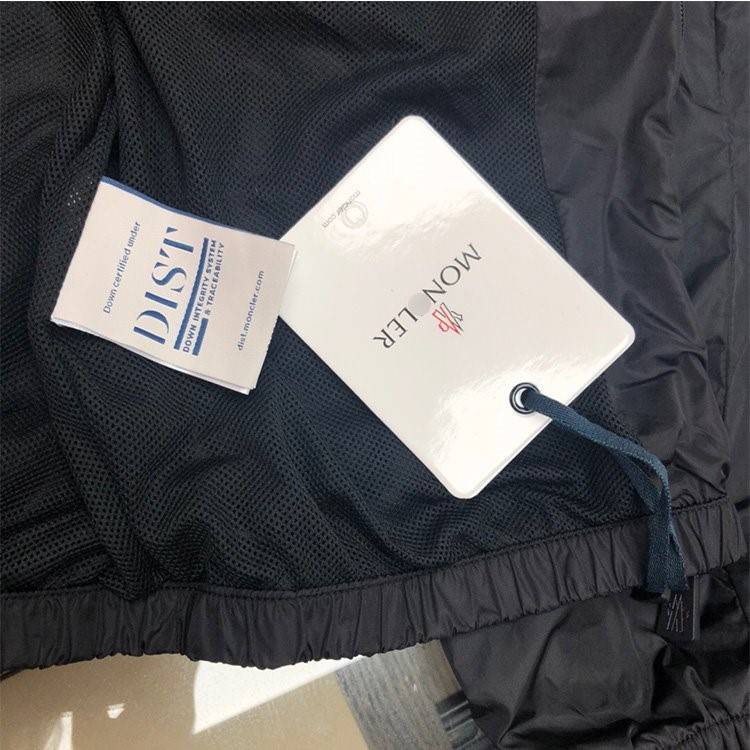 Down certified under
DIST
DOWN INTEGRITY SYSTEM
& TRACEABILITY
dist.moncler.com
moncler.com
MONCLER